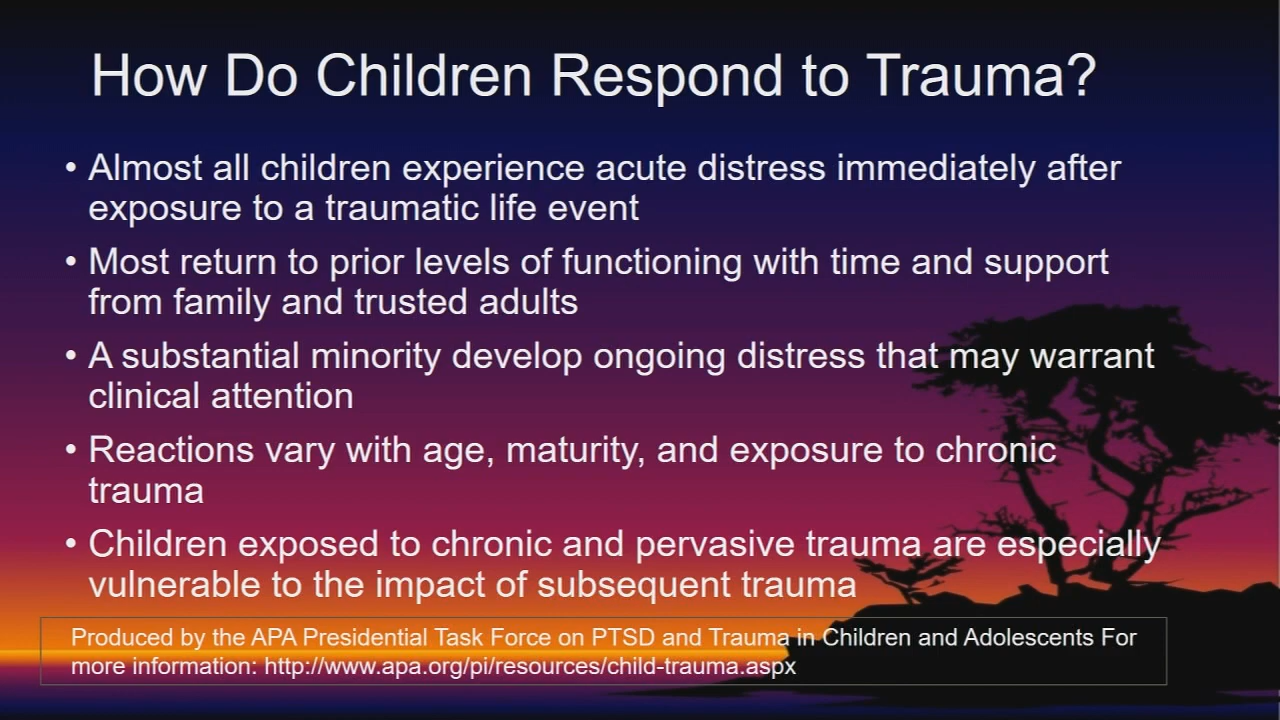 How Do Children Respond to Trauma?
• Almost all children experience acute distress immediately after
exposure to a traumatic life event
• Most return to prior levels of functioning with time and support
from family and trusted adults
• A substantial minority develop ongoing distress that may warrant
clinical attention
• Reactions vary with age, maturity, and exposure to chronic
trauma
• Children exposed to chronic and pervasive trauma are especially
vulnerable to the impact of subsequent trauma
Produced by the APA Presidential Task Force on PTSD and Trauma in Children and Adolescents For
more information: http://www.apa.org/pi/resources/child-trauma.aspx